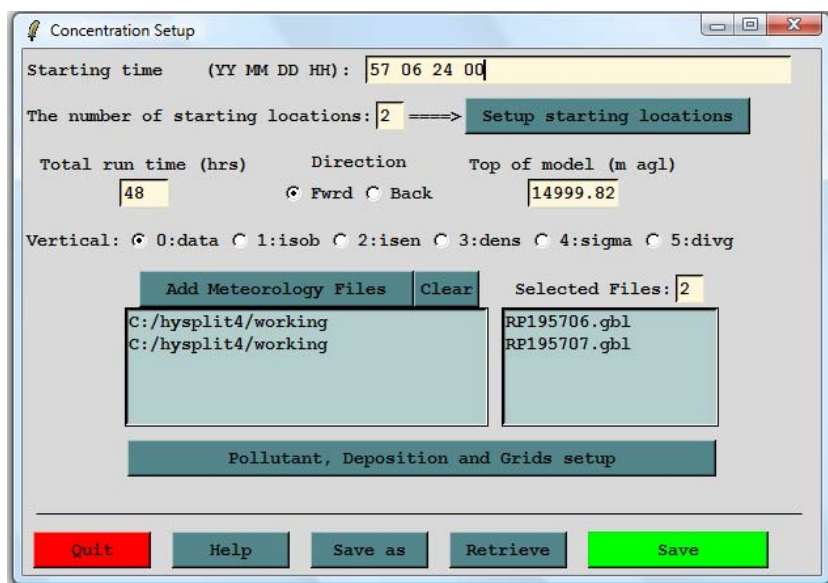 Concentration Setup
Starting time (YY MM DD HH): 57 06 24 00
The number of starting locations: 2 ====> Setup starting locations
Total run time (hrs) Direction Top of model (m agl)
48 Fwrd Back 14999.82
Vertical: 0:data 1:isob 2:isen 3:dens 4:sigma 5:divg
Add Meteorology Files Clear Selected Files: 2
C:/hysplit4/working RP195706.gbl
C:/hysplit4/working RP195707.gbl
Pollutant, Deposition and Grids setup
Quit Help Save as Retrieve Save